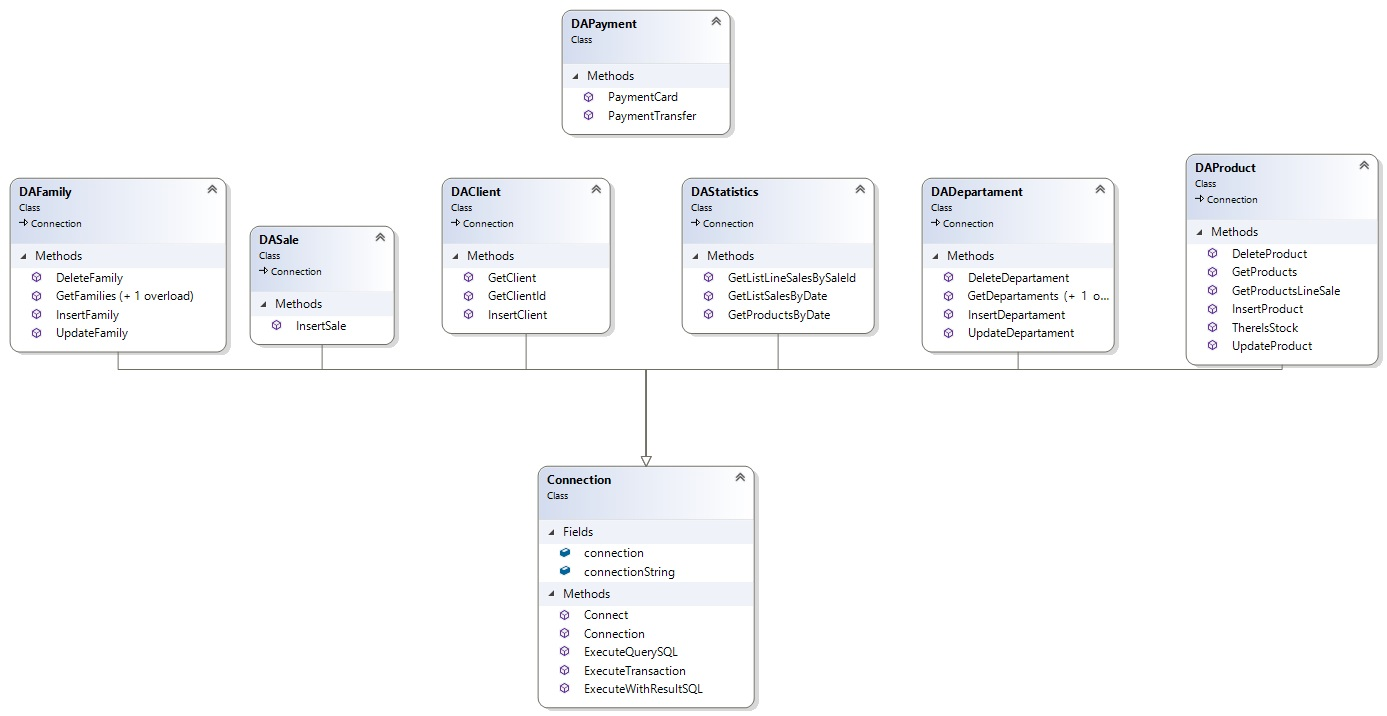 DAPayment
Class
Methods
PaymentCard
PaymentTransfer
DAFamily
Class
Connection
Methods
DeleteFamily
GetFamilies (+ 1 overload)
InsertFamily
UpdateFamily
DASale
Class
Connection
Methods
InsertSale
DAClient
Class
Connection
Methods
GetClient
GetClientId
InsertClient
DAStatistics
Class
Connection
Methods
GetListLineSalesBySaleId
GetListSalesByDate
GetProductsByDate
DADepartament
Class
Connection
Methods
DeleteDepartament
GetDepartaments (+ 1 o...
InsertDepartament
UpdateDepartament
DAProduct
Class
Connection
Methods
DeleteProduct
GetProducts
GetProductsLineSale
InsertProduct
ThereIsStock
UpdateProduct
Connection
Class
Fields
connection
connectionString
Methods
Connect
Connection
ExecuteQuerySQL
ExecuteTransaction
ExecuteWithResultSQL